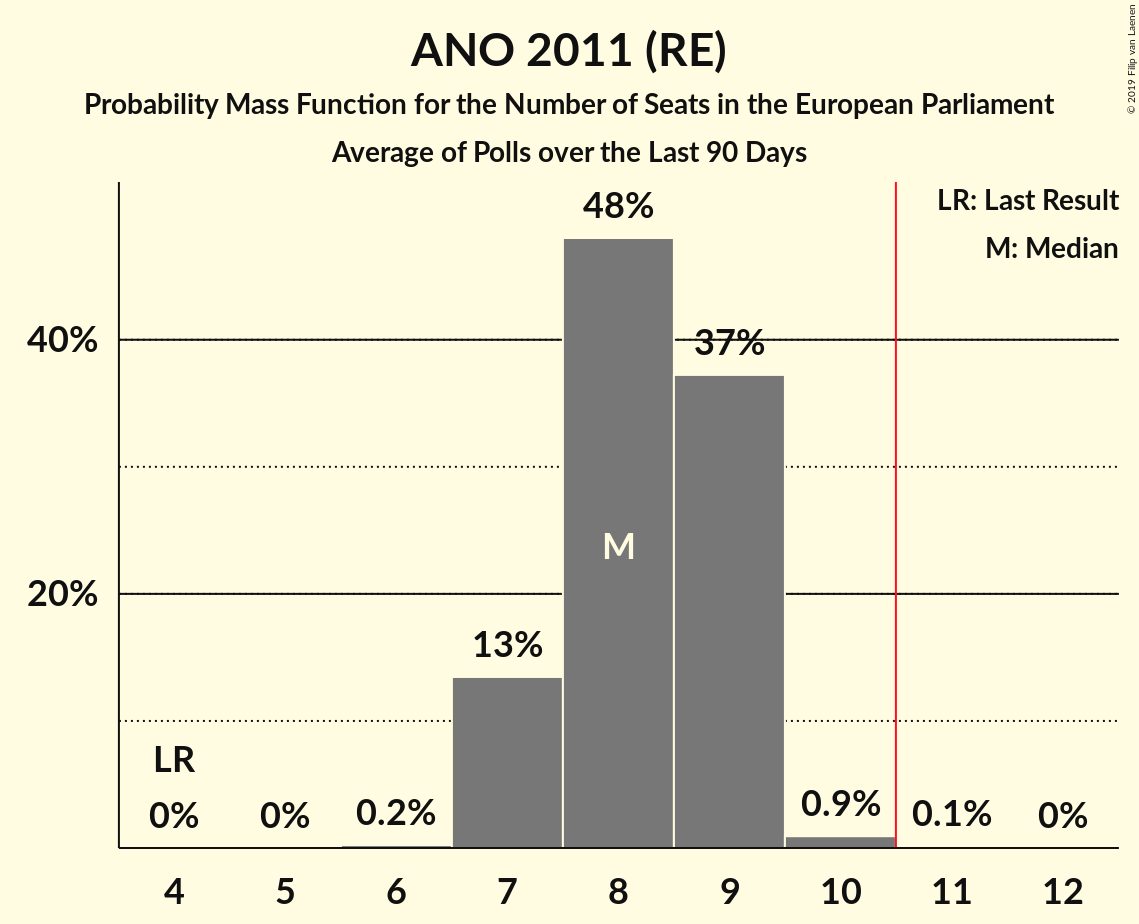 ANO 2011 (RE)
Probability Mass Function for the Number of Seats in the European Parliament
Average of Polls over the Last 90 Days
© 2019 Filip van Laenen
LR: Last Result
M: Median
48%
40%
37%
M
20%
13%
LR
0%
0%
0.2%
0.9%
0.1%
0%
4 5 6 7 8 9 10 11 12